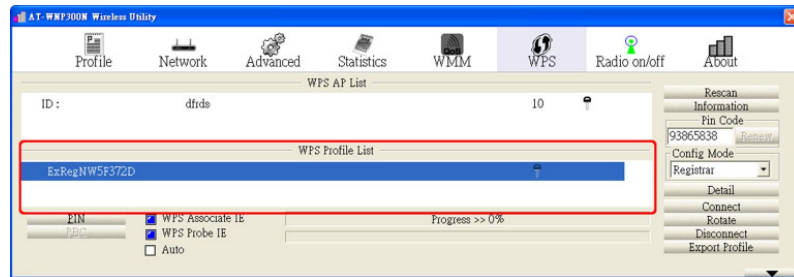 AT-WNP300N Wireless Utility
Profile Network Advanced Statistics QoS WMM WPS Radio on/off About
WPS AP List
ID : dfrds 10
Rescan
Information
Pin Code
93865838 Renew
WPS Profile List
Config Mode
ExRegNW5F372D
Registrar
Detail
Connect
PIN WPS Associate IE Progress >> 0%
Rotate
PBC WPS Probe IE
Disconnect
Auto
Export Profile